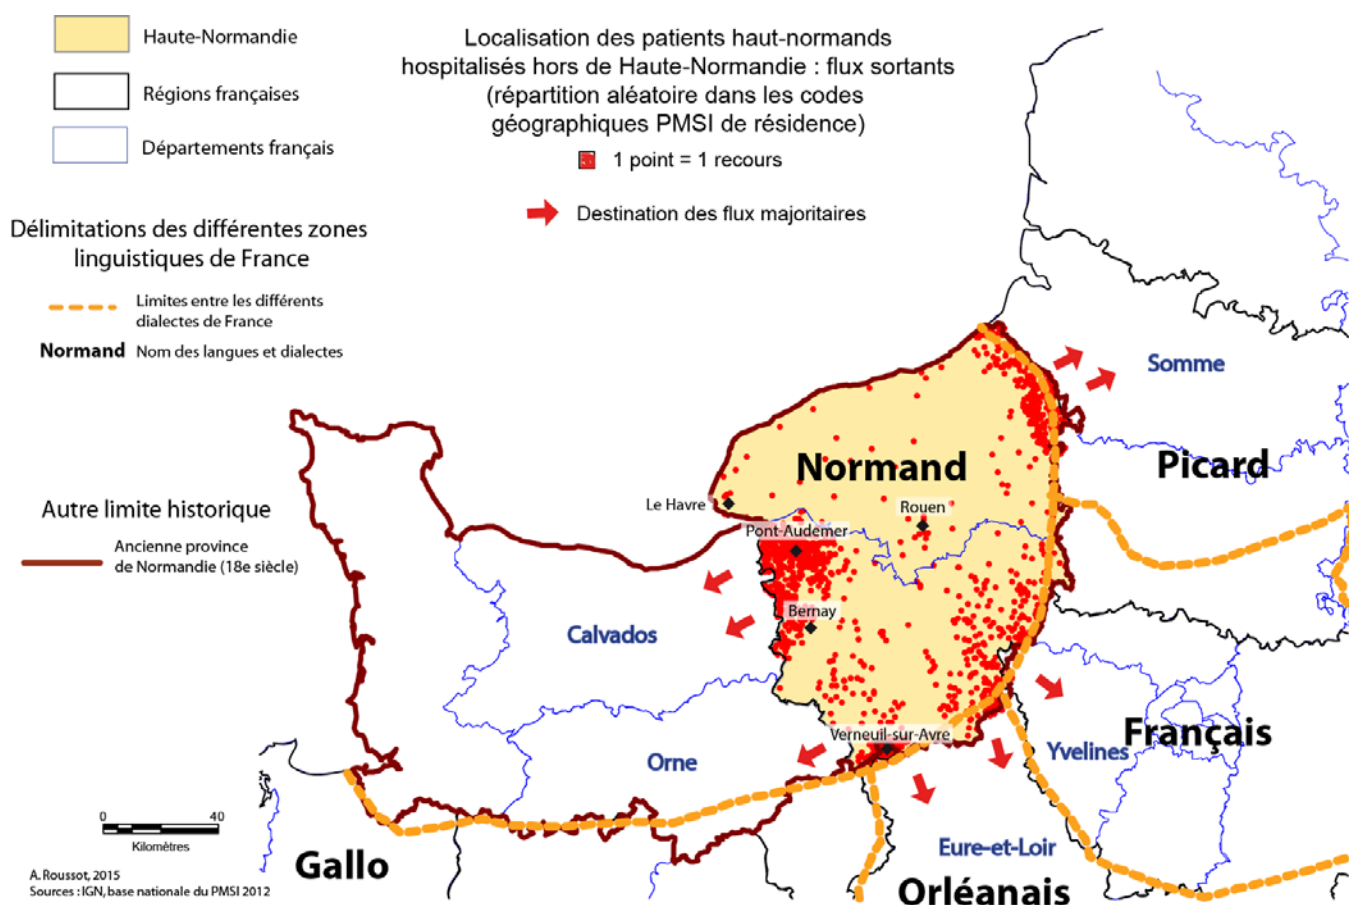 Haute-Normandie
Régions françaises
Départements français
Délimitations des différentes zones
linguistiques de France
Limites entre les différents
dialectes de France
Normand Nom des langues et dialectes
Autre limite historique
Ancienne province
de Normandie (18e siècle)
Localisation des patients haut-normands
hospitalisés hors de Haute-Normandie : flux sortants
(répartition aléatoire dans les codes
géographiques PMSI de résidence)
1 point = 1 recours
Destination des flux majoritaires
Somme
Normand
Picard
Le Havre
Rouen
Pont-Audemer
Bernay
Calvados
Verneuil-sur-Avre
Français
Yvelines
Orne
Eure-et-Loir
Gallo
Orléanais
0 40
Kilomètres
A. Roussot, 2015
Sources : IGN, base nationale du PMSI 2012